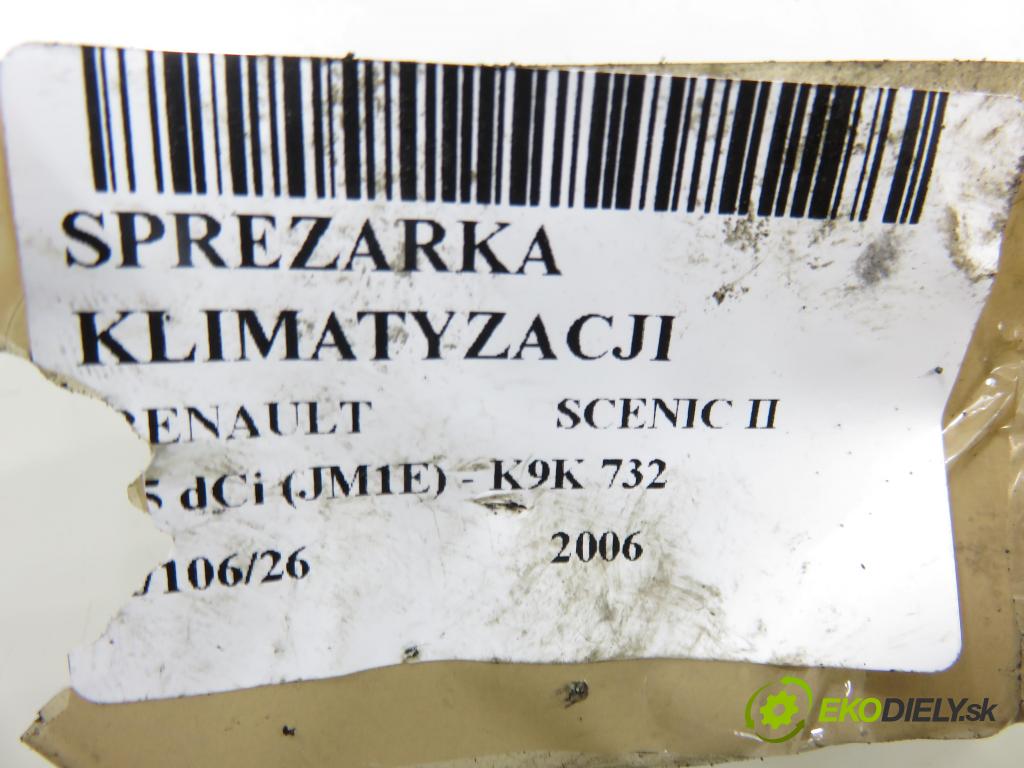 SPREZARKA
KLIMATYZACJI
RENAULT SCENIC II
5 dCi (JM1E) - K9K 732
/106/26 2006
EKODIELY.sk